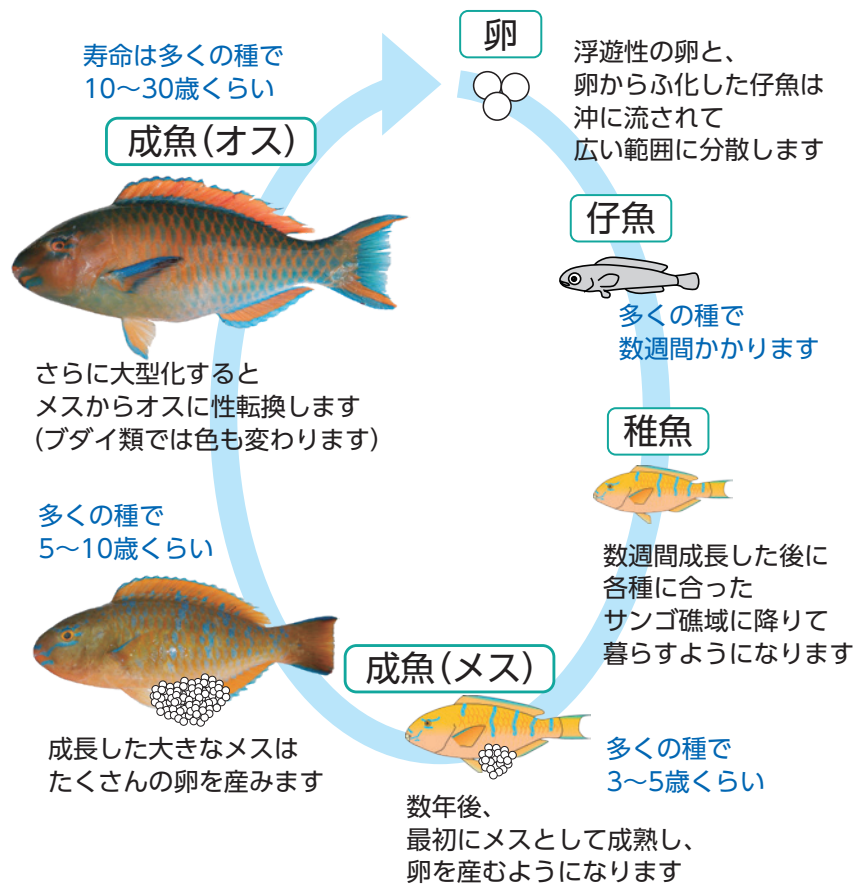 卵
浮遊性の卵と、
卵からふ化した仔魚は
沖に流されて
広い範囲に分散します
仔魚
多くの種で
数週間かかります
稚魚
数週間成長した後に
各種に合った
サンゴ礁域に降りて
暮らすようになります
成魚(メス)
多くの種で
3〜5歳くらい
数年後、
最初にメスとして成熟し、
卵を産むようになります
多くの種で
5〜10歳くらい
成長した大きなメスは
たくさんの卵を産みます
寿命は多くの種で
10〜30歳くらい
成魚(オス)
さらに大型化すると
メスからオスに性転換します
(ブダイ類では色も変わります)